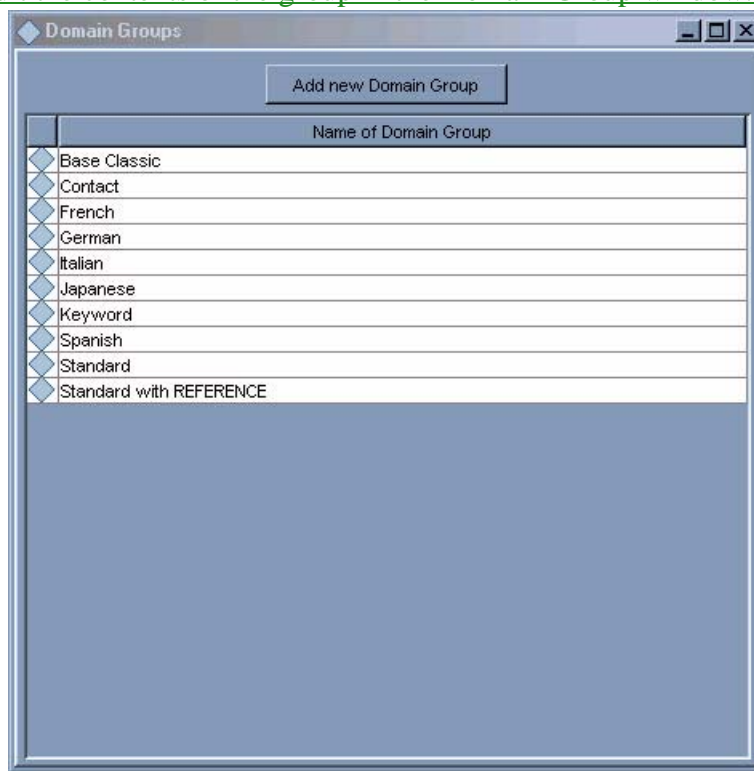 Domain Groups
Add new Domain Group
Name of Domain Group
Base Classic
Contact
French
German
Italian
Japanese
Keyword
Spanish
Standard
Standard with REFERENCE